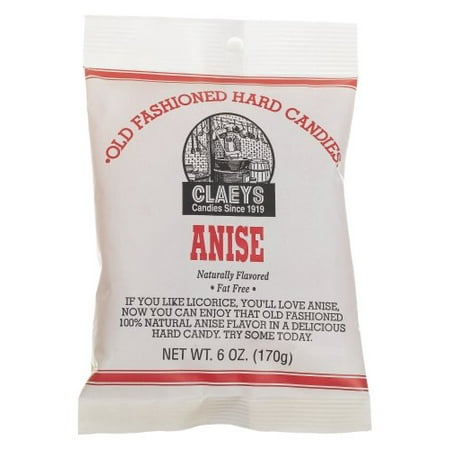 •OLD FASHIONED HARD CANDIES•
CLAEYS
Candies Since 1919
ANISE
Naturally Flavored
• Fat Free •
IF YOU LIKE LICORICE, YOU'LL LOVE ANISE,
NOW YOU CAN ENJOY THAT OLD FASHIONED
100% NATURAL ANISE FLAVOR IN A DELICIOUS
HARD CANDY. TRY SOME TODAY.
NET WT. 6 OZ. (170g)